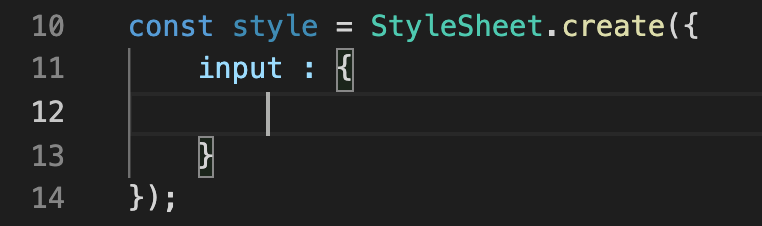 10 const style = StyleSheet.create({
11 input : {
12
13 }
14 });